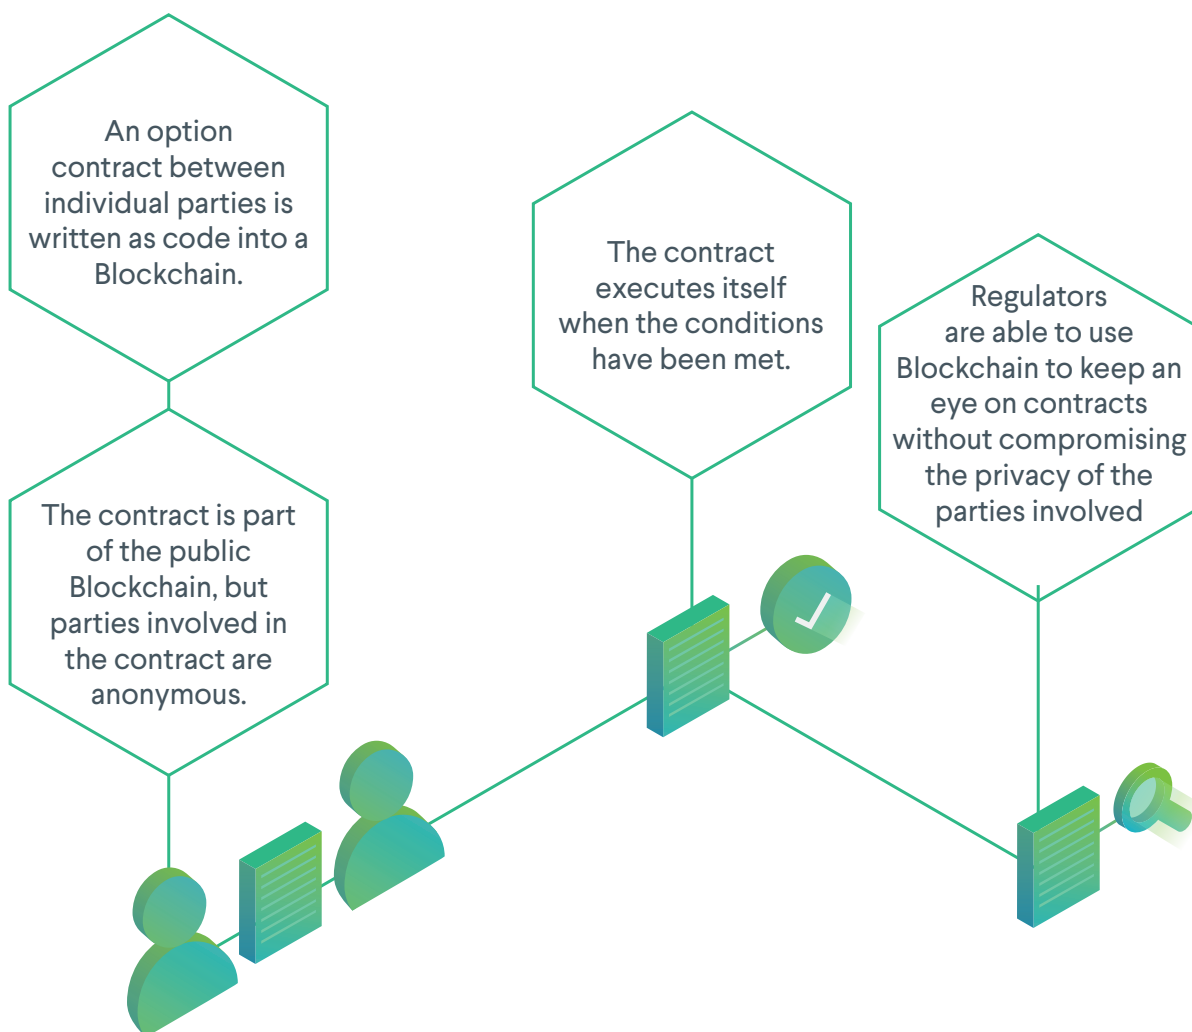 An option
contract between
individual parties is
written as code into a
Blockchain.
The contract is part
of the public
Blockchain, but
parties involved in
the contract are
anonymous.
The contract
executes itself
when the conditions
have been met.
Regulators
are able to use
Blockchain to keep an
eye on contracts
without compromising
the privacy of the
parties involved